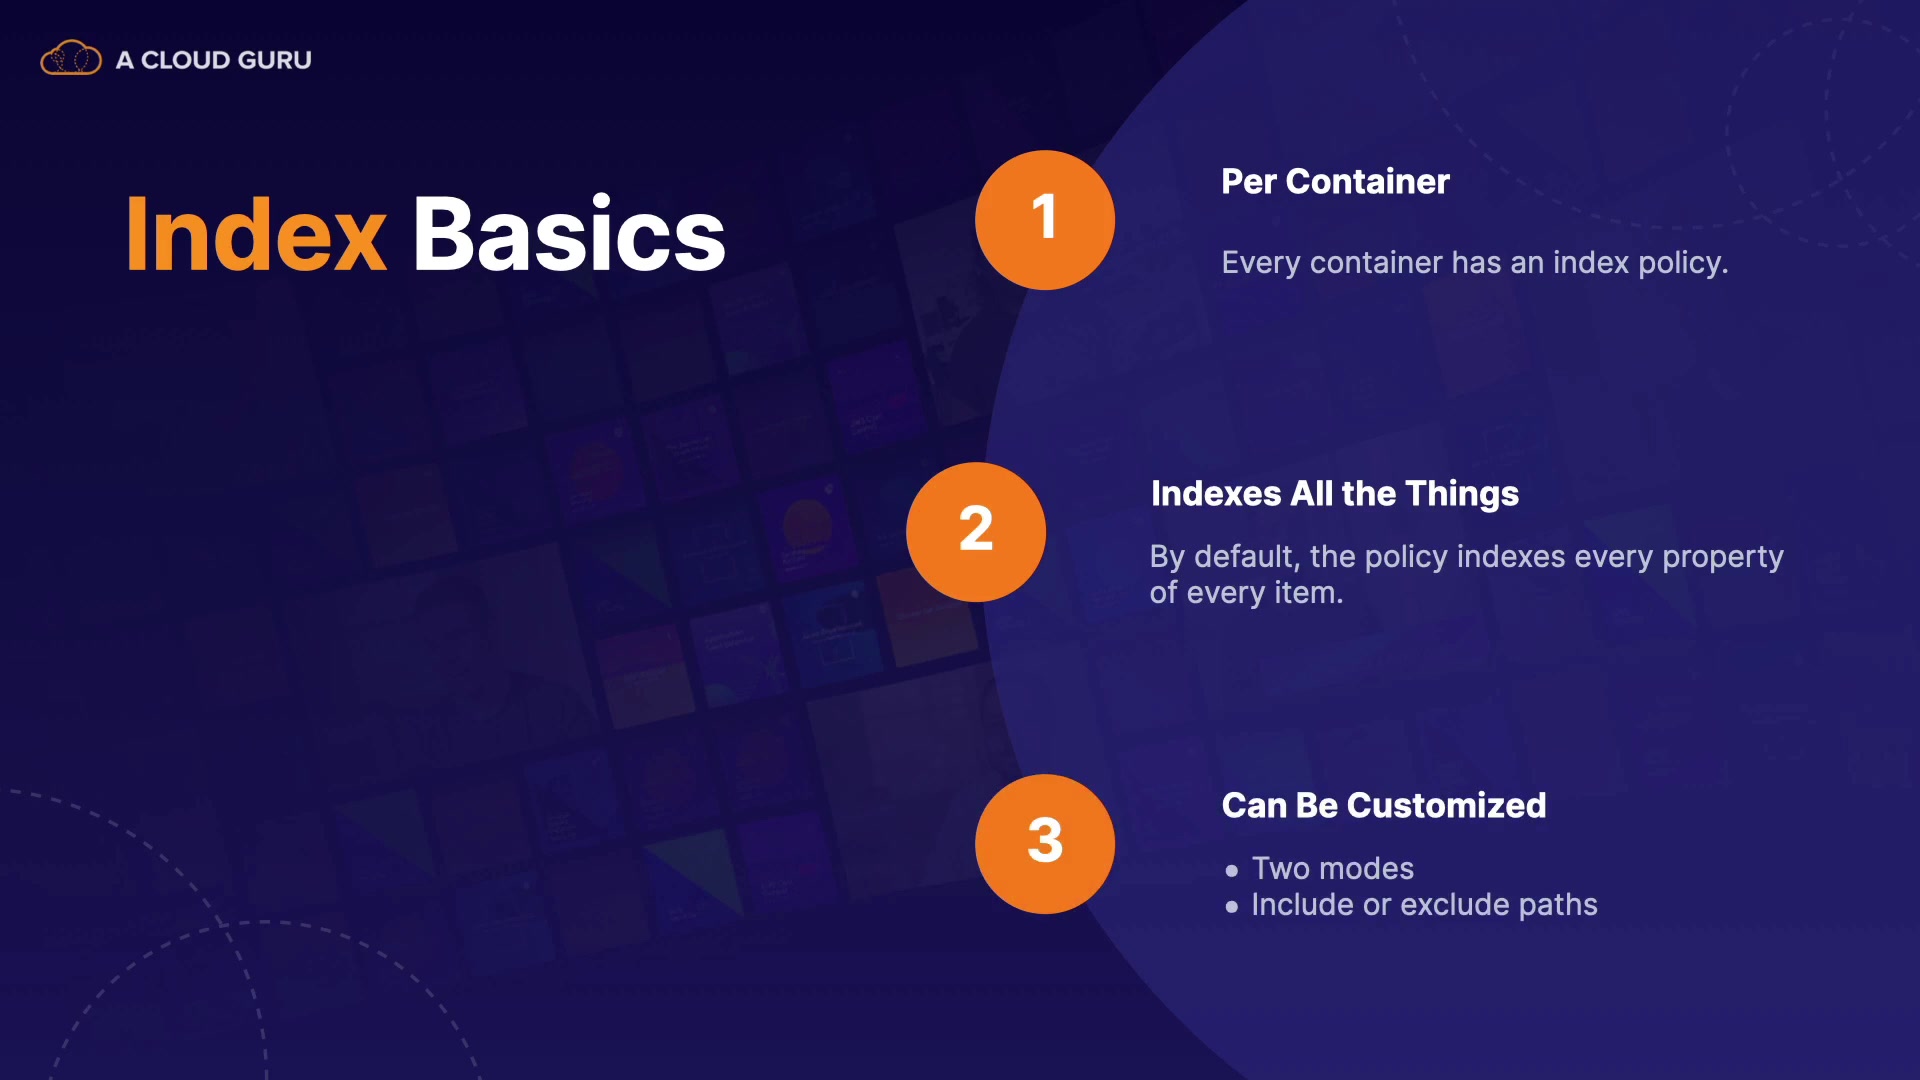 A CLOUD GURU
Index Basics
1
Per Container
Every container has an index policy.
2
Indexes All the Things
By default, the policy indexes every property
of every item.
3
Can Be Customized
● Two modes
● Include or exclude paths